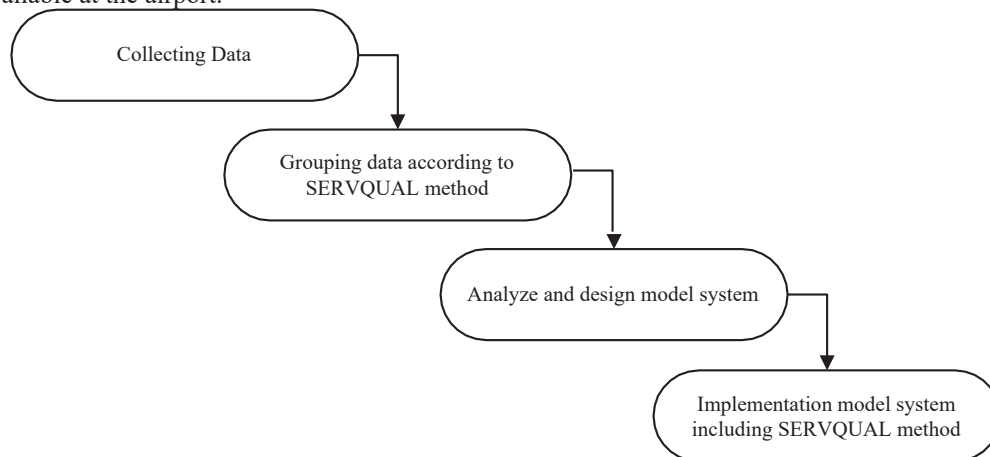 at the airport.
Collecting Data
Grouping data according to
SERVQUAL method
Analyze and design model system
Implementation model system
including SERVQUAL method